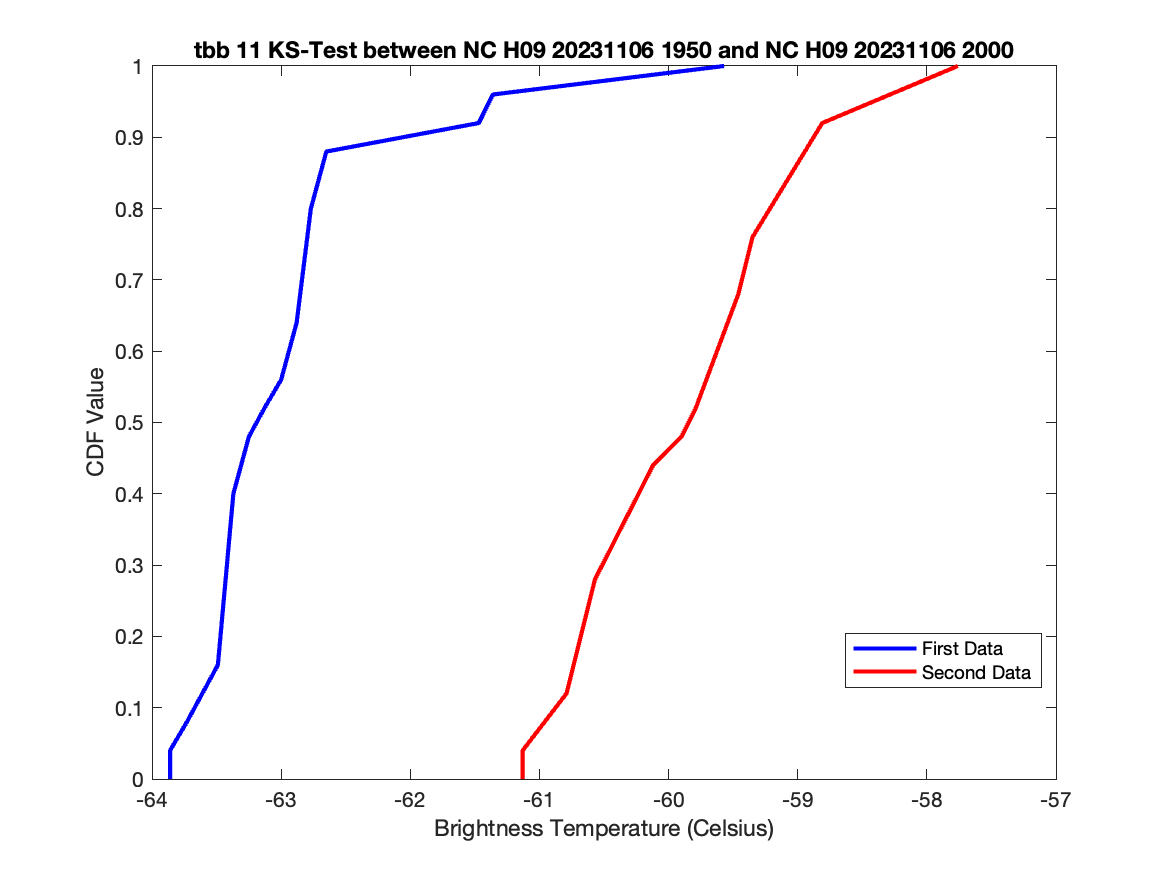 tbb 11 KS-Test between NC H09 20231106 1950 and NC H09 20231106 2000
1
0.9
0.8
0.7
0.6
0.5
0.4
0.3
0.2
0.1
0
CDF Value
First Data
Second Data
-64 -63 -62 -61 -60 -59 -58 -57
Brightness Temperature (Celsius)